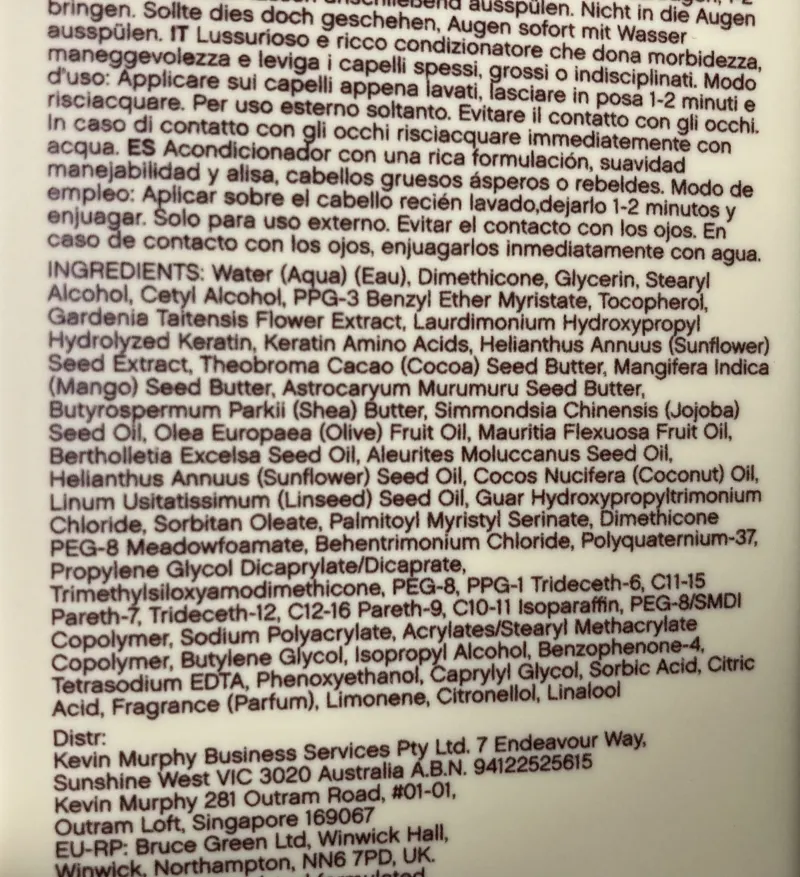 anschließend ausspülen. Nicht in die Augen
bringen. Sollte dies doch geschehen, Augen sofort mit Wasser
ausspülen. IT Lussurioso e ricco condizionatore che dona morbidezza,
maneggevolezza e leviga i capelli spessi, grossi o indisciplinati. Modo
d'uso: Applicare sui capelli appena lavati, lasciare in posa 1-2 minuti e
risciacquare. Per uso esterno soltanto. Evitare il contatto con gli occhi.
In caso di contatto con gli occhi risciacquare immediatamente con
acqua. ES Acondicionador con una rica formulación, suavidad
manejabilidad y alisa, cabellos gruesos ásperos o rebeldes. Modo de
empleo: Aplicar sobre el cabello recién lavado,dejarlo 1-2 minutos y
enjuagar. Solo para uso externo. Evitar el contacto con los ojos. En
caso de contacto con los ojos, enjuagarlos inmediatamente con agua.
INGREDIENTS: Water (Aqua) (Eau), Dimethicone, Glycerin, Stearyl
Alcohol, Cetyl Alcohol, PPG-3 Benzyl Ether Myristate, Tocopherol,
Gardenia Taitensis Flower Extract, Laurdimonium Hydroxypropyl
Hydrolyzed Keratin, Keratin Amino Acids, Helianthus Annuus (Sunflower)
Seed Extract, Theobroma Cacao (Cocoa) Seed Butter, Mangifera Indica
(Mango) Seed Butter, Astrocaryum Murumuru Seed Butter,
Butyrospermum Parkii (Shea) Butter, Simmondsia Chinensis (Jojoba)
Seed Oil, Olea Europaea (Olive) Fruit Oil, Mauritia Flexuosa Fruit Oil,
Bertholletia Excelsa Seed Oil, Aleurites Moluccanus Seed Oil,
Helianthus Annuus (Sunflower) Seed Oil, Cocos Nucifera (Coconut) Oil,
Linum Usitatissimum (Linseed) Seed Oil, Guar Hydroxypropyltrimonium
Chloride, Sorbitan Oleate, Palmitoyl Myristyl Serinate, Dimethicone
PEG-8 Meadowfoamate, Behentrimonium Chloride, Polyquaternium-37,
Propylene Glycol Dicaprylate/Dicaprate,
Trimethylsiloxyamodimethicone, PEG-8, PPG-1 Trideceth-6, C11-15
Pareth-7, Trideceth-12, C12-16 Pareth-9, C10-11 Isoparaffin, PEG-8/SMDI
Copolymer, Sodium Polyacrylate, Acrylates/Stearyl Methacrylate
Copolymer, Butylene Glycol, Isopropyl Alcohol, Benzophenone-4,
Tetrasodium EDTA, Phenoxyethanol, Caprylyl Glycol, Sorbic Acid, Citric
Acid, Fragrance (Parfum), Limonene, Citronellol, Linalool
Distr:
Kevin Murphy Business Services Pty Ltd. 7 Endeavour Way,
Sunshine West VIC 3020 Australia A.B.N. 94122525615
Kevin Murphy 281 Outram Road, #01-01,
Outram Loft, Singapore 169067
EU-RP: Bruce Green Ltd, Winwick Hall,
Winwick, Northampton, NN6 7PD, UK.
formulated